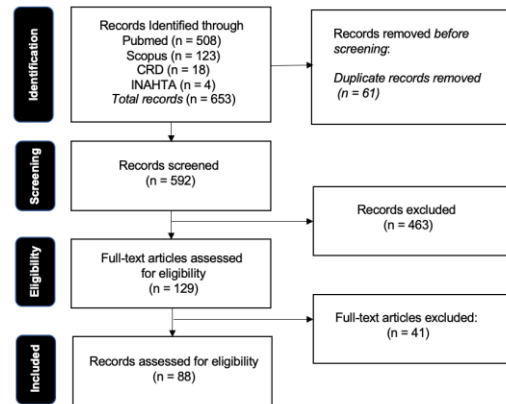 Identification
Records Identified through
Pubmed (n = 508)
Scopus (n = 123)
CRD (n = 18)
INAHTA (n = 4)
Total records (n = 653)
Records removed before
screening:
Duplicate records removed
(n = 61)
Screening
Records screened
(n = 592)
Records excluded
(n = 463)
Eligibility
Full-text articles assessed
for eligibility
(n = 129)
Full-text articles excluded:
(n = 41)
Included
Records assessed for eligibility
(n = 88)